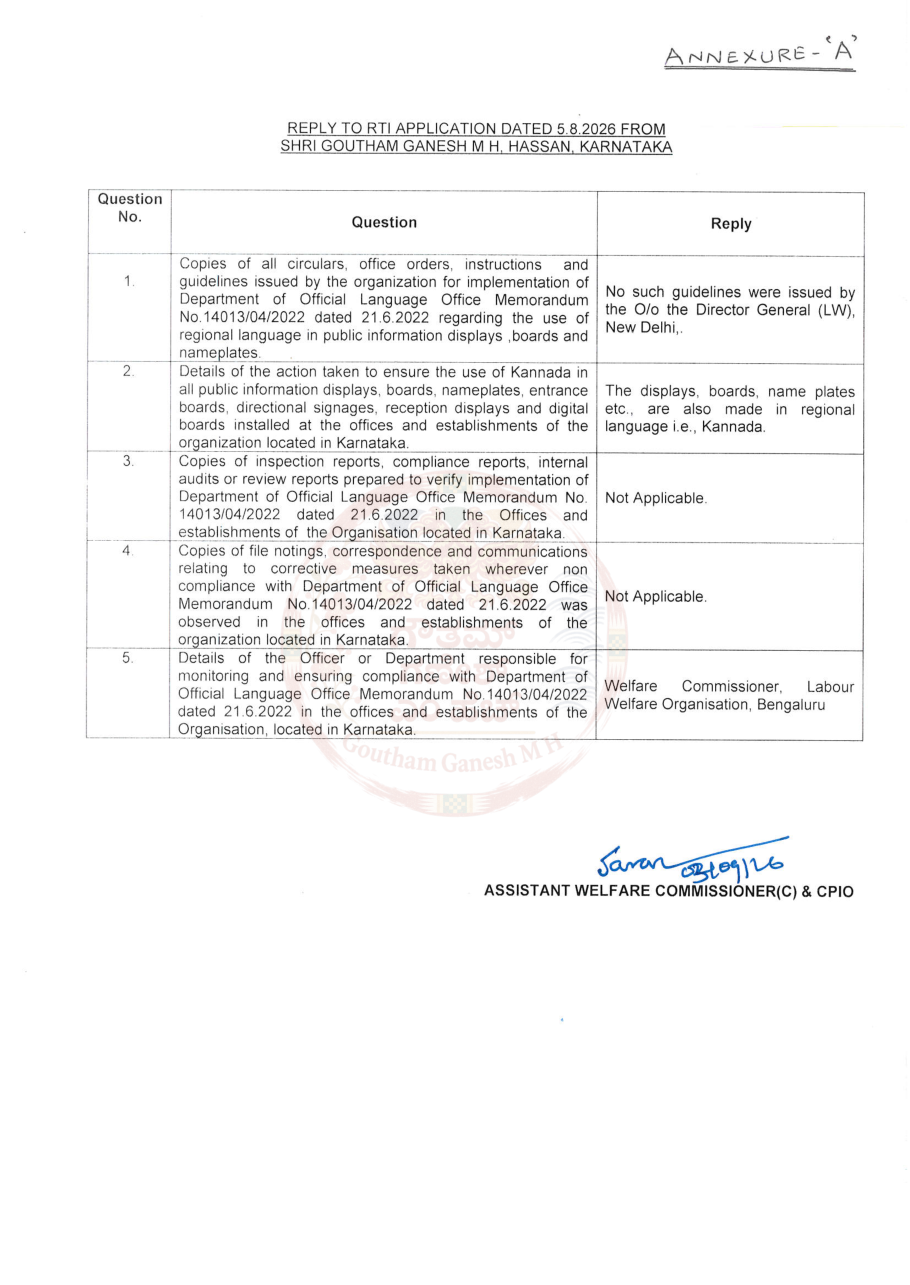 ANNEXURE-'A'
REPLY TO RTI APPLICATION DATED 5.8.2026 FROM
SHRI GOUTHAM GANESH M H, HASSAN, KARNATAKA
Question No.
Question
Reply
1.
Copies of all circulars, office orders, instructions and
guidelines issued by the organization for implementation of
Department of Official Language Office Memorandum
No.14013/04/2022 dated 21.6.2022 regarding the use of
regional language in public information displays ,boards and
nameplates.
No such guidelines were issued by
the O/o the Director General (LW),
New Delhi,.
2.
Details of the action taken to ensure the use of Kannada in
all public information displays, boards, nameplates, entrance
boards, directional signages, reception displays and digital
boards installed at the offices and establishments of the
organization located in Karnataka.
The displays, boards, name plates
etc., are also made in regional
language i.e., Kannada.
3.
Copies of inspection reports, compliance reports, internal
audits or review reports prepared to verify implementation of
Department of Official Language Office Memorandum No.
14013/04/2022 dated 21.6.2022 in the Offices and
establishments of the Organisation located in Karnataka.
Not Applicable.
4.
Copies of file notings, correspondence and communications
relating to corrective measures taken wherever non
compliance with Department of Official Language Office
Memorandum No.14013/04/2022 dated 21.6.2022 was
observed in the offices and establishments of the
organization located in Karnataka.
Not Applicable.
5.
Details of the Officer or Department responsible for
monitoring and ensuring compliance with Department of
Official Language Office Memorandum No.14013/04/2022
dated 21.6.2022 in the offices and establishments of the
Organisation, located in Karnataka.
Welfare Commissioner, Labour
Welfare Organisation, Bengaluru
Goutham Ganesh M H
03/09/26
ASSISTANT WELFARE COMMISSIONER(C) & CPIO